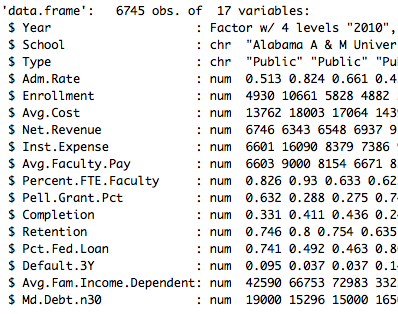 'data.frame': 6745 obs. of 17 variables:
$ Year : Factor w/ 4 levels "2010",
$ School : chr "Alabama A & M Univer
$ Type : chr "Public" "Public" "Pu
$ Adm.Rate : num 0.513 0.824 0.661 0.4
$ Enrollment : num 4930 10661 5828 4882
$ Avg.Cost : num 13762 18003 17064 143
$ Net.Revenue : num 6746 6343 6548 6937 9
$ Inst.Expense : num 6601 16090 8379 7386
$ Avg.Faculty.Pay : num 6603 9000 8154 6671 8
$ Percent.FTE.Faculty : num 0.826 0.93 0.633 0.62
$ Pell.Grant.Pct : num 0.632 0.288 0.275 0.7
$ Completion : num 0.331 0.411 0.436 0.2
$ Retention : num 0.746 0.8 0.754 0.635
$ Pct.Fed.Loan : num 0.741 0.492 0.463 0.8
$ Default.3Y : num 0.095 0.037 0.037 0.1
$ Avg.Fam.Income.Dependent: num 42590 66753 72983 332
$ Md.Debt.n30 : num 19000 15296 15000 165